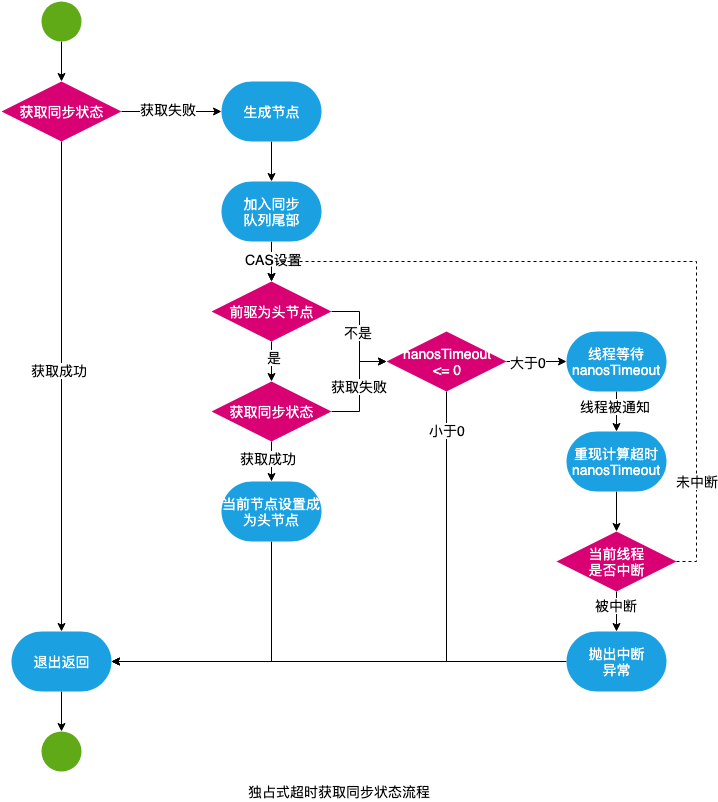 获取同步状态
获取失败
生成节点
加入同步
队列尾部
CAS设置
前驱为头节点
不是
是
nanosTimeout
<= 0
大于0
线程等待
nanosTimeout
获取成功
获取失败
线程被通知
获取同步状态
小于0
获取成功
重现计算超时
nanosTimeout
未中断
当前节点设置成
为头节点
当前线程
是否中断
被中断
退出返回
抛出中断
异常
独占式超时获取同步状态流程